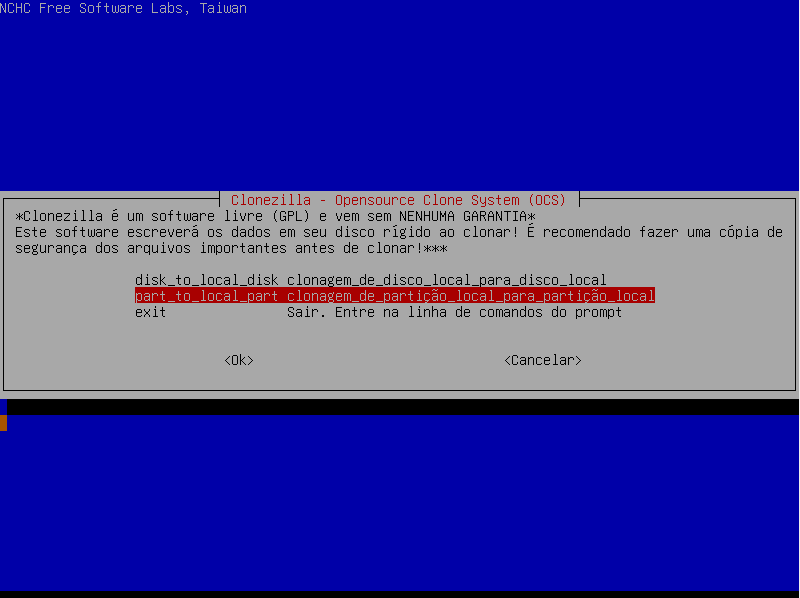 NCHC Free Software Labs, Taiwan
Clonezilla - Opensource Clone System (OCS)
*Clonezilla é um software livre (GPL) e vem sem NENHUMA GARANTIA*
Este software escreverá os dados em seu disco rígido ao clonar! É recomendado fazer uma cópia de
segurança dos arquivos importantes antes de clonar!***
disk_to_local_disk clonagem_de_disco_local_para_disco_local
part_to_local_part clonagem_de_partição_local_para_partição_local
exit Sair. Entre na linha de comandos do prompt
<Ok> <Cancelar>